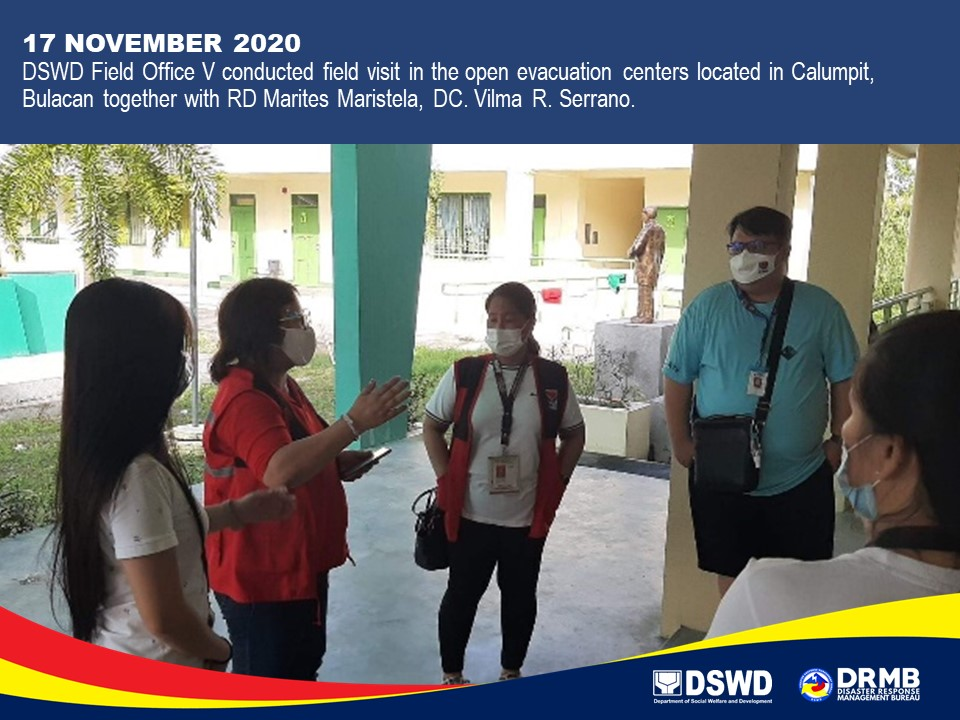 17 NOVEMBER 2020
DSWD Field Office V conducted field visit in the open evacuation centers located in Calumpit,
Bulacan together with RD Marites Maristela, DC. Vilma R. Serrano.
DSWD
Department of Social Welfare and Development
DRMB
DISASTER RESPONSE
MANAGEMENT BUREAU